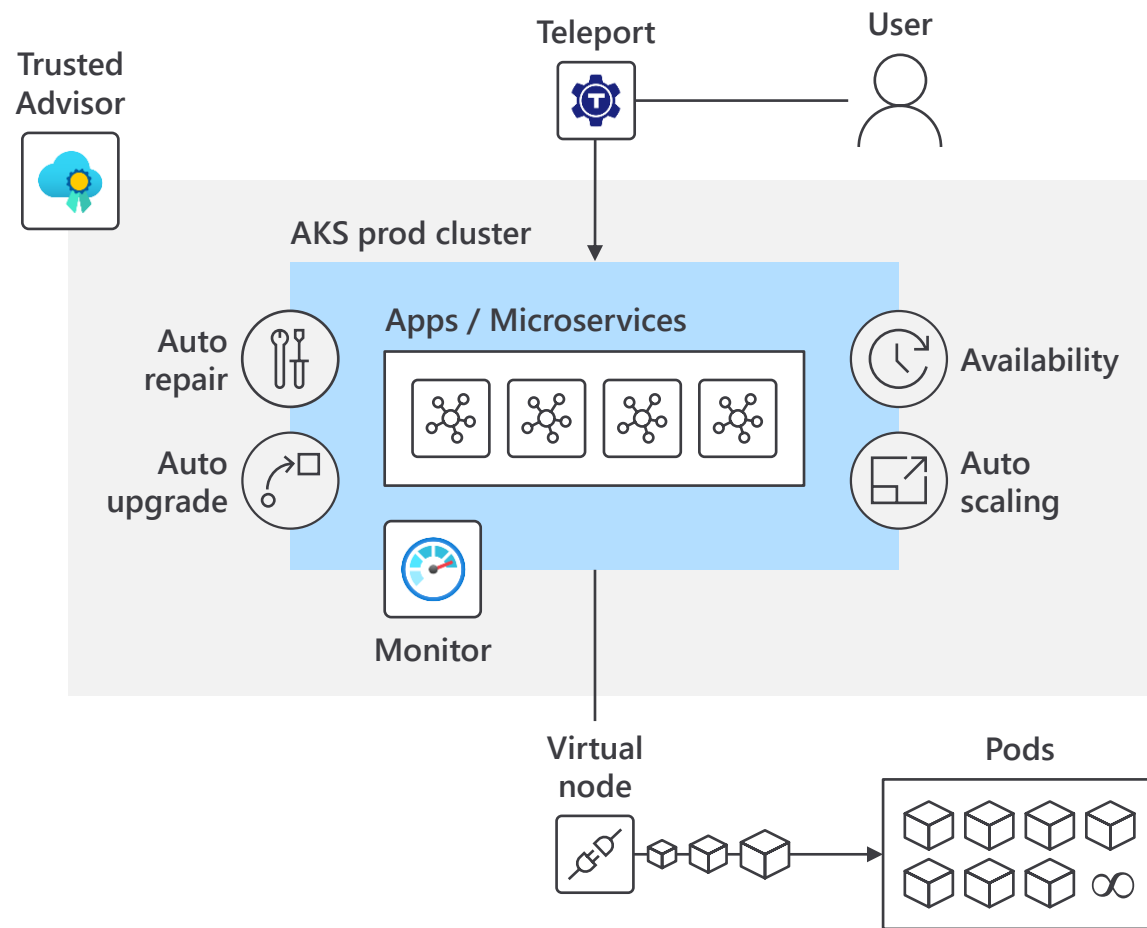 Teleport
User
Trusted
Advisor
T
AKS prod cluster
Apps / Microservices
Auto
repair
Availability
Auto
upgrade
Auto
scaling
Monitor
Virtual
node
Pods
∞